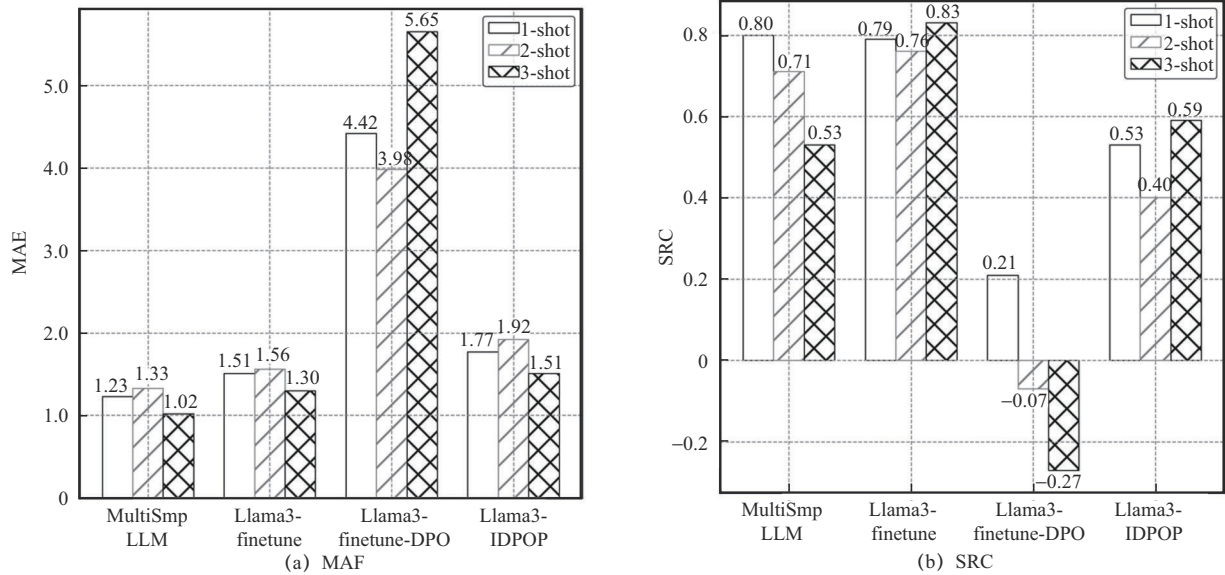 1-shot
2-shot
3-shot
5.65
5.0
4.42
3.98
4.0
3.0
2.0
1.0
0
MAE
1.23
1.33
1.02
1.51
1.56
1.30
1.77
1.92
1.51
MultiSmp
LLM
Llama3-
finetune
Llama3-
finetune-DPO
Llama3-
IDPOP
(a) MAF
1-shot
2-shot
3-shot
0.80
0.71
0.53
0.79
0.76
0.83
0.21
−0.07
−0.27
0.53
0.40
0.59
0.8
0.6
0.4
0.2
0
−0.2
SRC
MultiSmp
LLM
Llama3-
finetune
Llama3-
finetune-DPO
Llama3-
IDPOP
(b) SRC